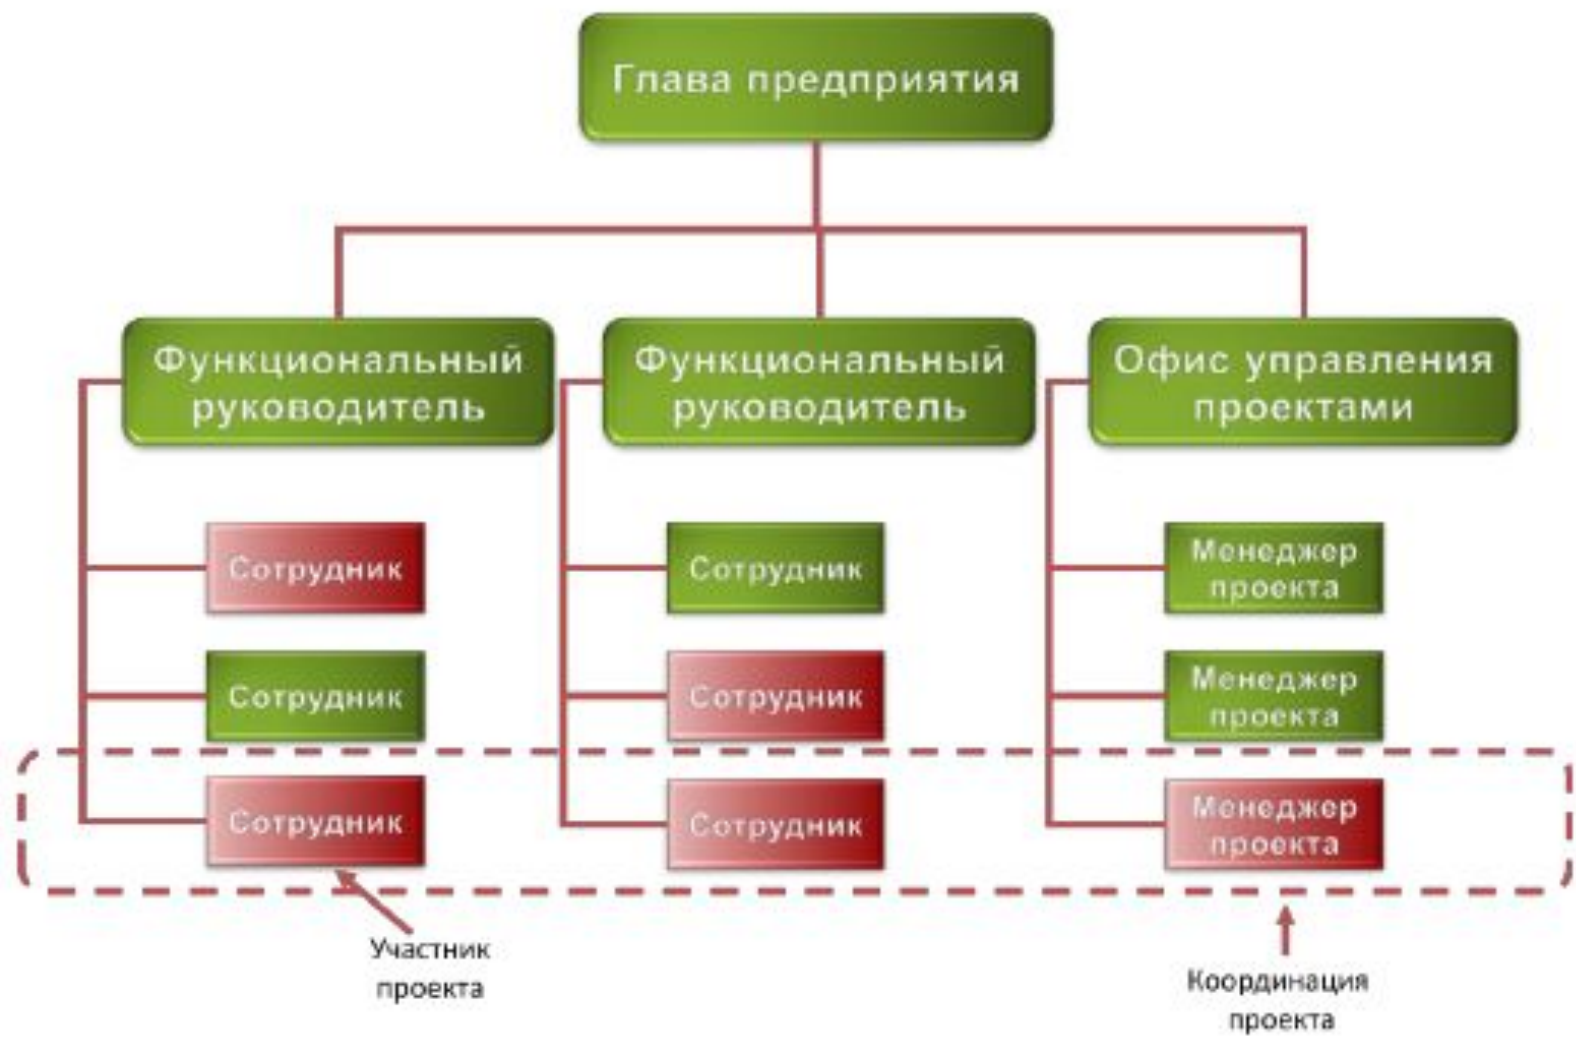 Глава предприятия
Функциональный
руководитель
Функциональный
руководитель
Офис управления
проектами
Сотрудник
Сотрудник
Менеджер
проекта
Сотрудник
Сотрудник
Менеджер
проекта
Сотрудник
Сотрудник
Менеджер
проекта
Участник
проекта
Координация
проекта